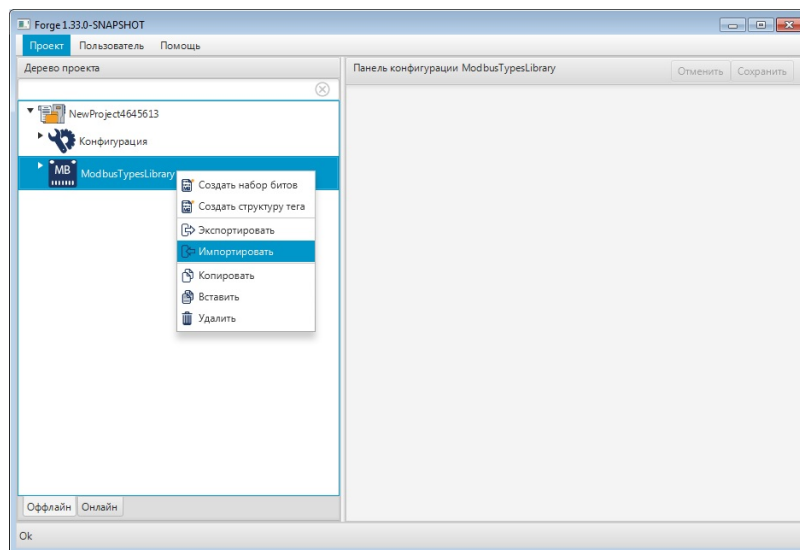 Forge 1.33.0-SNAPSHOT
Проект Пользователь Помощь
Дерево проекта
Панель конфигурации ModbusTypesLibrary
Отменить Сохранить
NewProject4645613
Конфигурация
MB
ModbusTypesLibrary
Создать набор битов
Создать структуру тега
Экспортировать
Импортировать
Копировать
Вставить
Удалить
Оффлайн Онлайн
Ok